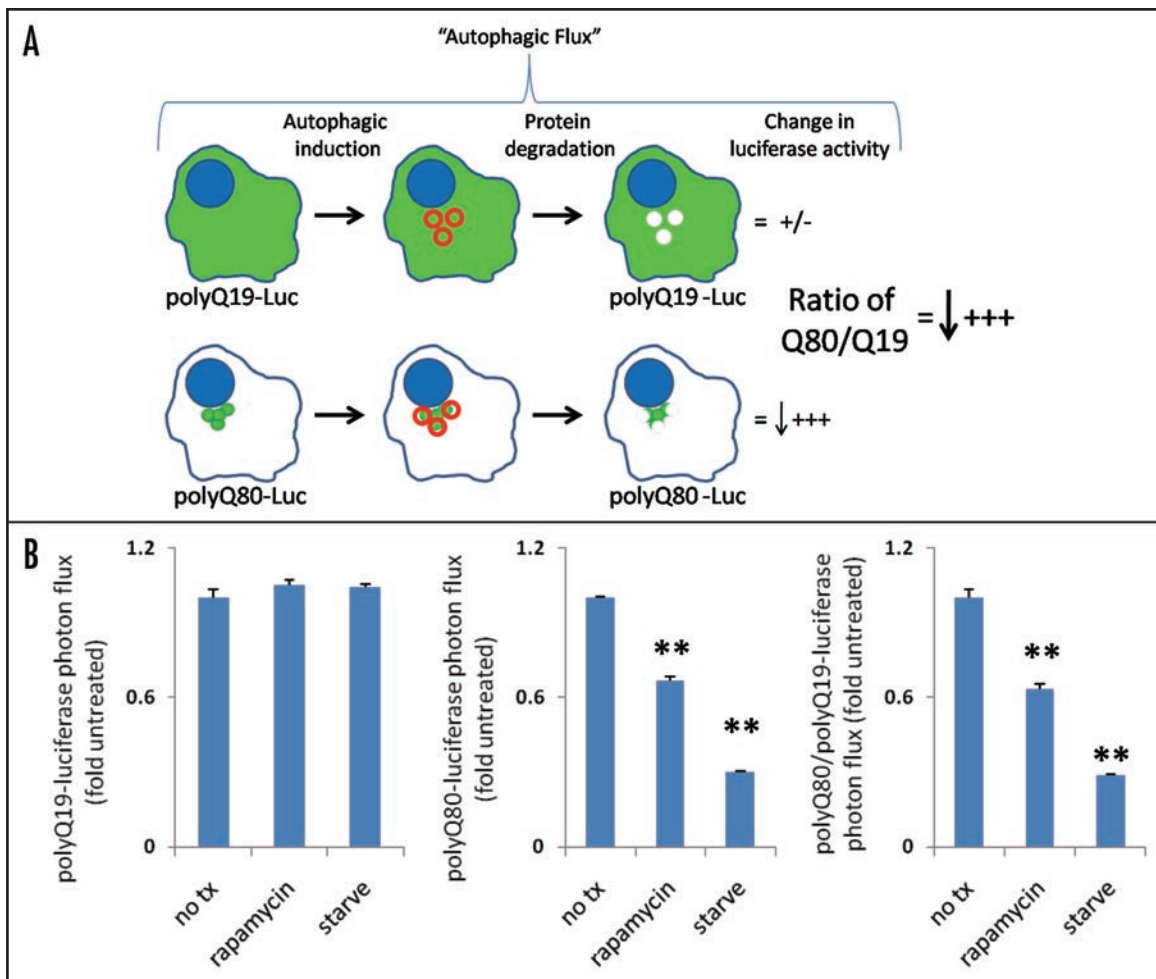 A
"Autophagic Flux"
Autophagic
induction
Protein
degradation
Change in
luciferase activity
= +/-
polyQ19-Luc
polyQ19 -Luc
Ratio of
Q80/Q19
= ↓ +++
= ↓ +++
polyQ80-Luc
polyQ80 -Luc
B
polyQ19-luciferase photon flux
(fold untreated)
1.2
0.6
0
no tx
rapamycin
starve
polyQ80-luciferase photon flux
(fold untreated)
1.2
0.6
0
**
**
no tx
rapamycin
starve
polyQ80/polyQ19-luciferase
photon flux (fold untreated)
1.2
0.6
0
**
**
no tx
rapamycin
starve